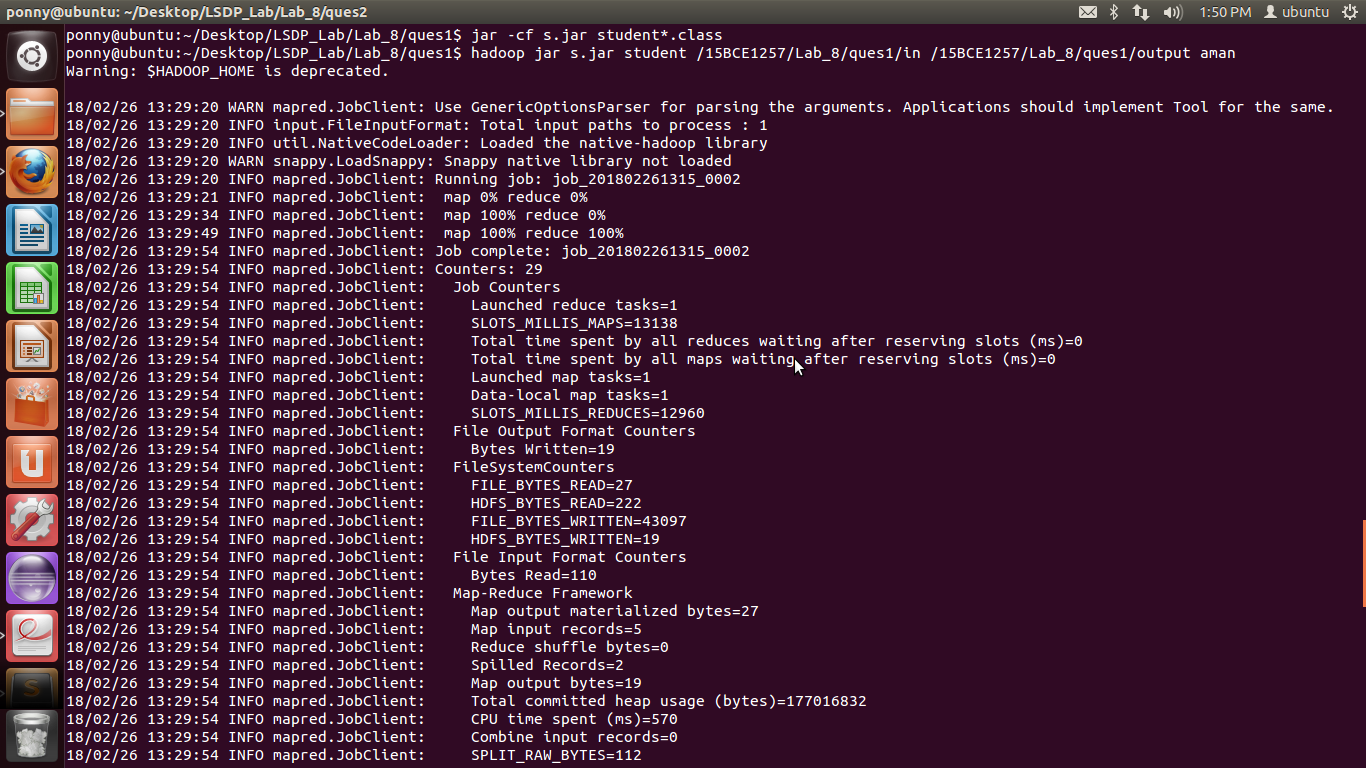 ponny@ubuntu: ~/Desktop/LSDP_Lab/Lab_8/ques2 1:50 PM ubuntu
ponny@ubuntu:~/Desktop/LSDP_Lab/Lab_8/ques1$ jar -cf s.jar student*.class
ponny@ubuntu:~/Desktop/LSDP_Lab/Lab_8/ques1$ hadoop jar s.jar student /15BCE1257/Lab_8/ques1/in /15BCE1257/Lab_8/ques1/output aman
Warning: $HADOOP_HOME is deprecated.
18/02/26 13:29:20 WARN mapred.JobClient: Use GenericOptionsParser for parsing the arguments. Applications should implement Tool for the same.
18/02/26 13:29:20 INFO input.FileInputFormat: Total input paths to process : 1
18/02/26 13:29:20 INFO util.NativeCodeLoader: Loaded the native-hadoop library
18/02/26 13:29:20 WARN snappy.LoadSnappy: Snappy native library not loaded
18/02/26 13:29:20 INFO mapred.JobClient: Running job: job_201802261315_0002
18/02/26 13:29:21 INFO mapred.JobClient:  map 0% reduce 0%
18/02/26 13:29:34 INFO mapred.JobClient:  map 100% reduce 0%
18/02/26 13:29:49 INFO mapred.JobClient:  map 100% reduce 100%
18/02/26 13:29:54 INFO mapred.JobClient: Job complete: job_201802261315_0002
18/02/26 13:29:54 INFO mapred.JobClient: Counters: 29
18/02/26 13:29:54 INFO mapred.JobClient:   Job Counters
18/02/26 13:29:54 INFO mapred.JobClient:     Launched reduce tasks=1
18/02/26 13:29:54 INFO mapred.JobClient:     SLOTS_MILLIS_MAPS=13138
18/02/26 13:29:54 INFO mapred.JobClient:     Total time spent by all reduces waiting after reserving slots (ms)=0
18/02/26 13:29:54 INFO mapred.JobClient:     Total time spent by all maps waiting after reserving slots (ms)=0
18/02/26 13:29:54 INFO mapred.JobClient:     Launched map tasks=1
18/02/26 13:29:54 INFO mapred.JobClient:     Data-local map tasks=1
18/02/26 13:29:54 INFO mapred.JobClient:     SLOTS_MILLIS_REDUCES=12960
18/02/26 13:29:54 INFO mapred.JobClient:   File Output Format Counters
18/02/26 13:29:54 INFO mapred.JobClient:     Bytes Written=19
18/02/26 13:29:54 INFO mapred.JobClient:   FileSystemCounters
18/02/26 13:29:54 INFO mapred.JobClient:     FILE_BYTES_READ=27
18/02/26 13:29:54 INFO mapred.JobClient:     HDFS_BYTES_READ=222
18/02/26 13:29:54 INFO mapred.JobClient:     FILE_BYTES_WRITTEN=43097
18/02/26 13:29:54 INFO mapred.JobClient:     HDFS_BYTES_WRITTEN=19
18/02/26 13:29:54 INFO mapred.JobClient:   File Input Format Counters
18/02/26 13:29:54 INFO mapred.JobClient:     Bytes Read=110
18/02/26 13:29:54 INFO mapred.JobClient:   Map-Reduce Framework
18/02/26 13:29:54 INFO mapred.JobClient:     Map output materialized bytes=27
18/02/26 13:29:54 INFO mapred.JobClient:     Map input records=5
18/02/26 13:29:54 INFO mapred.JobClient:     Reduce shuffle bytes=0
18/02/26 13:29:54 INFO mapred.JobClient:     Spilled Records=2
18/02/26 13:29:54 INFO mapred.JobClient:     Map output bytes=19
18/02/26 13:29:54 INFO mapred.JobClient:     Total committed heap usage (bytes)=177016832
18/02/26 13:29:54 INFO mapred.JobClient:     CPU time spent (ms)=570
18/02/26 13:29:54 INFO mapred.JobClient:     Combine input records=0
18/02/26 13:29:54 INFO mapred.JobClient:     SPLIT_RAW_BYTES=112